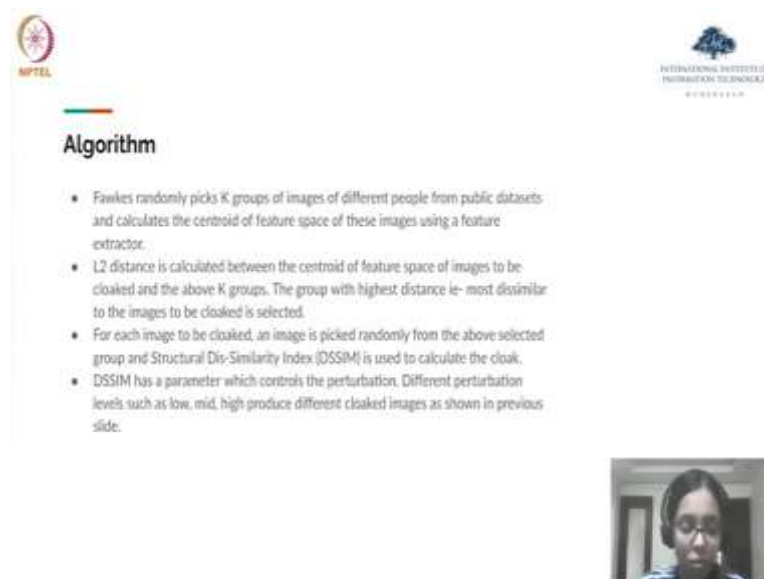 NPTEL
INTERNATIONAL INSTITUTE OF
INFORMATION TECHNOLOGY
HYDERABAD
Algorithm
• Fawkes randomly picks K groups of images of different people from public datasets
and calculates the centroid of feature space of these images using a feature
extractor.
• L2 distance is calculated between the centroid of feature space of images to be
cloaked and the above K groups. The group with highest distance ie- most dissimilar
to the images to be cloaked is selected.
• For each image to be cloaked, an image is picked randomly from the above selected
group and Structural Dis-Similarity Index (DSSIM) is used to calculate the cloak.
• DSSIM has a parameter which controls the perturbation. Different perturbation
levels such as low, mid, high produce different cloaked images as shown in previous
slide.